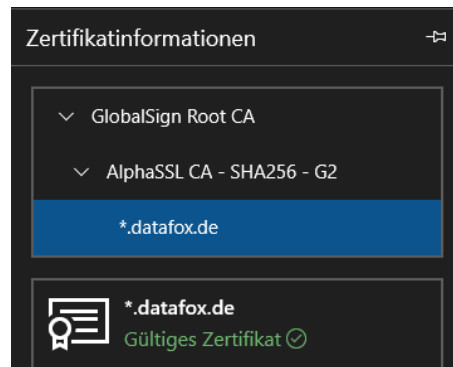 Zertifikatinformationen
GlobalSign Root CA
AlphaSSL CA - SHA256 - G2
*.datafox.de
*.datafox.de
Gültiges Zertifikat